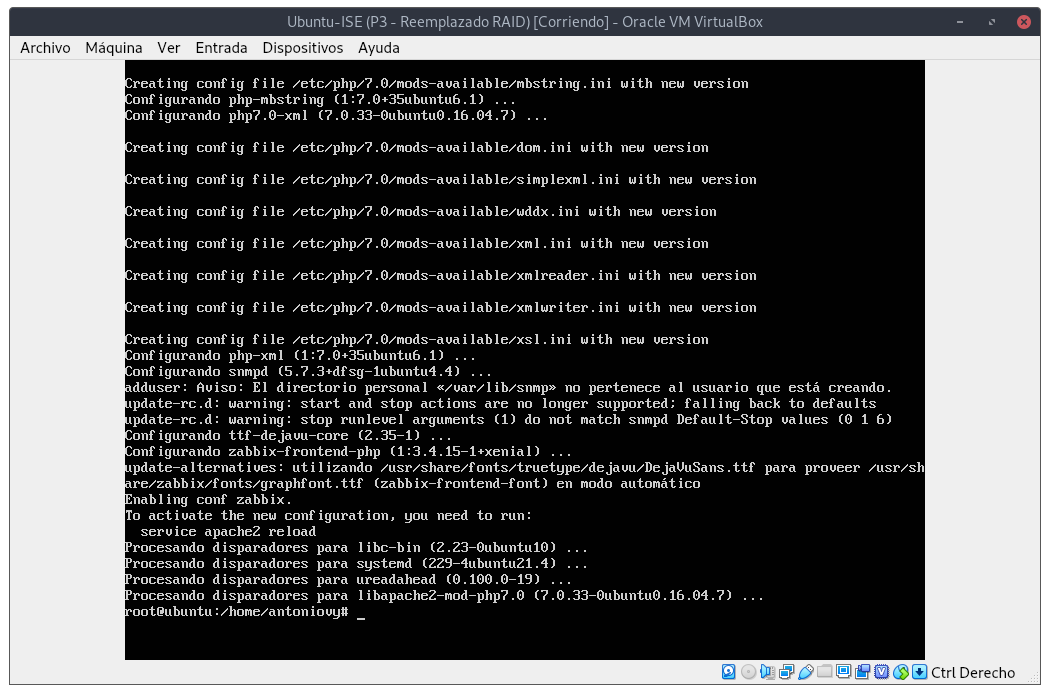 Ubuntu-ISE (P3 - Reemplazado RAID) [Corriendo] - Oracle VM VirtualBox
Archivo Máquina Ver Entrada Dispositivos Ayuda
Creating config file /etc/php/7.0/mods-available/mbstring.ini with new version
Configurando php-mbstring (1:7.0+35ubuntu6.1) ...
Configurando php7.0-xml (7.0.33-0ubuntu0.16.04.7) ...
Creating config file /etc/php/7.0/mods-available/dom.ini with new version
Creating config file /etc/php/7.0/mods-available/simplexml.ini with new version
Creating config file /etc/php/7.0/mods-available/wddx.ini with new version
Creating config file /etc/php/7.0/mods-available/xml.ini with new version
Creating config file /etc/php/7.0/mods-available/xmlreader.ini with new version
Creating config file /etc/php/7.0/mods-available/xmlwriter.ini with new version
Creating config file /etc/php/7.0/mods-available/xsl.ini with new version
Configurando php-xml (1:7.0+35ubuntu6.1) ...
Configurando snmpd (5.7.3+dfsg-1ubuntu4.4) ...
adduser: Aviso: El directorio personal «/var/lib/snmp» no pertenece al usuario que está creando.
update-rc.d: warning: start and stop actions are no longer supported; falling back to defaults
update-rc.d: warning: stop runlevel arguments (1) do not match snmpd Default-Stop values (0 1 6)
Configurando ttf-dejavu-core (2.35-1) ...
Configurando zabbix-frontend-php (1:3.4.15-1+xenial) ...
update-alternatives: utilizando /usr/share/fonts/truetype/dejavu/DejaVuSans.ttf para proveer /usr/sh
are/zabbix/fonts/graphfont.ttf (zabbix-frontend-font) en modo automático
Enabling conf zabbix.
To activate the new configuration, you need to run:
  service apache2 reload
Procesando disparadores para libc-bin (2.23-0ubuntu10) ...
Procesando disparadores para systemd (229-4ubuntu21.4) ...
Procesando disparadores para ureadahead (0.100.0-19) ...
Procesando disparadores para libapache2-mod-php7.0 (7.0.33-0ubuntu0.16.04.7) ...
root@ubuntu:/home/antoniovy# _
Ctrl Derecho